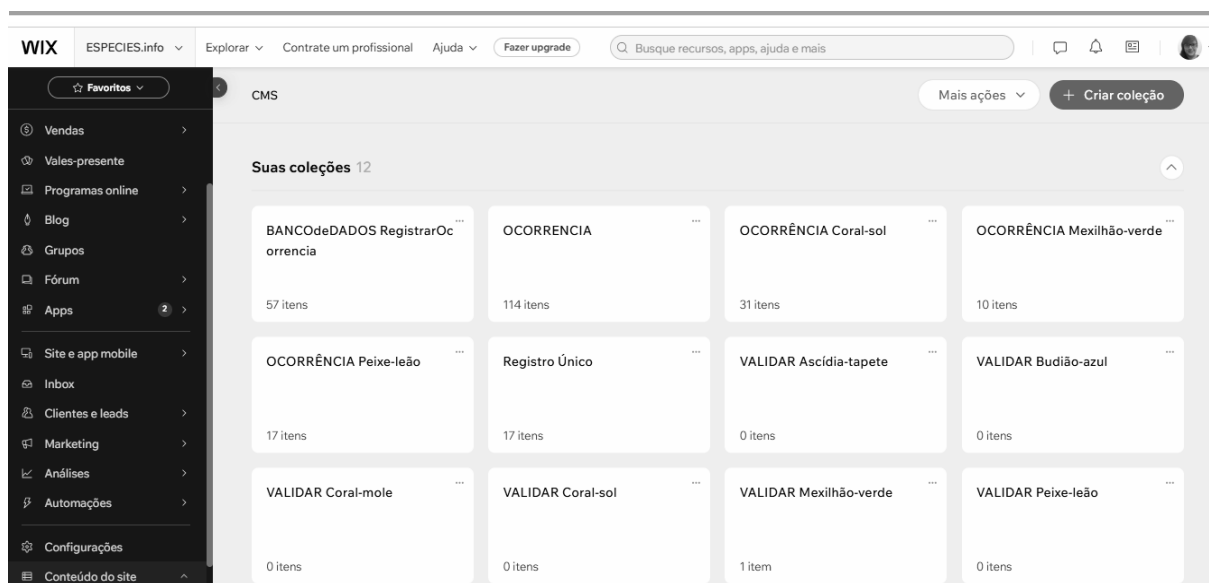 WIX ESPECIES.info Explorar Contrate um profissional Ajuda Fazer upgrade Busque recursos, apps, ajuda e mais
Favoritos
CMS Mais ações + Criar coleção
Vendas
Vales-presente
Programas online
Blog
Grupos
Fórum
Apps 2
Site e app mobile
Inbox
Clientes e leads
Marketing
Análises
Automações
Configurações
Conteúdo do site
Suas coleções 12
BANCOdeDADOS RegistrarOc
orrencia
57 itens
OCORRENCIA
114 itens
OCORRÊNCIA Coral-sol
31 itens
OCORRÊNCIA Mexilhão-verde
10 itens
OCORRÊNCIA Peixe-leão
17 itens
Registro Único
17 itens
VALIDAR Ascídia-tapete
0 itens
VALIDAR Budião-azul
0 itens
VALIDAR Coral-mole
0 itens
VALIDAR Coral-sol
0 itens
VALIDAR Mexilhão-verde
1 item
VALIDAR Peixe-leão
0 itens